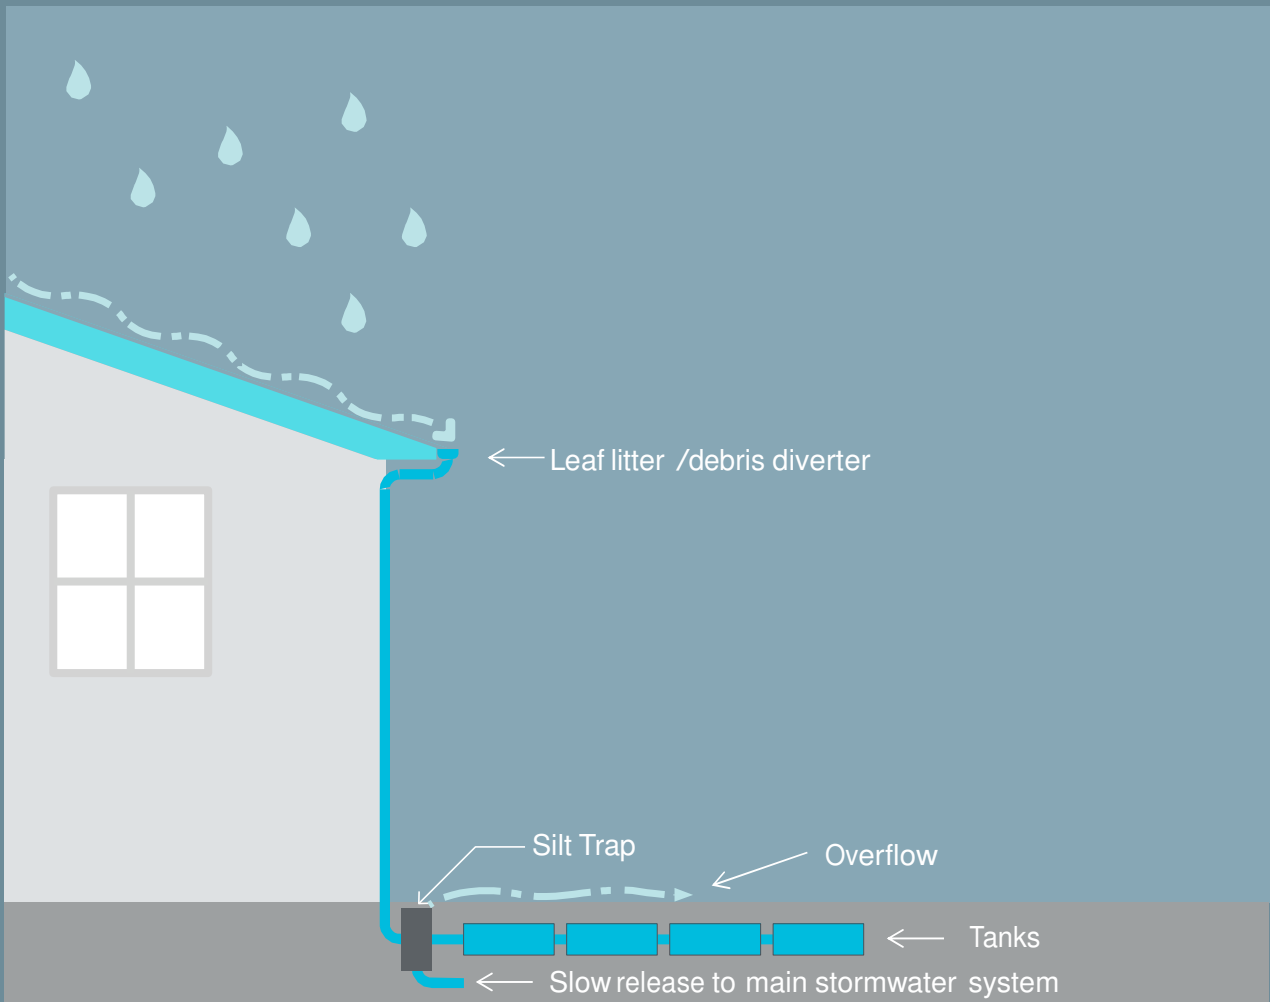 Leaf litter /debris diverter
Silt Trap
Overflow
Tanks
Slow release to main stormwater system